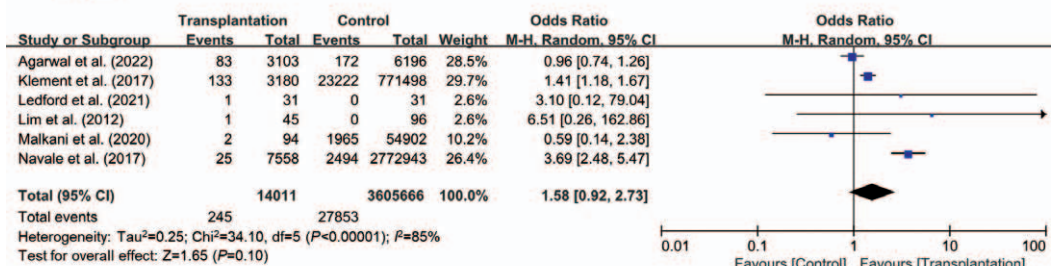 Transplantation Control Odds Ratio Odds Ratio
Study or Subgroup Events Total Events Total Weight M-H, Random, 95% CI M-H, Random, 95% CI
Agarwal et al. (2022) 83 3103 172 6196 28.5% 0.96 [0.74, 1.26]
Klement et al. (2017) 133 3180 23222 771498 29.7% 1.41 [1.18, 1.67]
Ledford et al. (2021) 1 31 0 31 2.6% 3.10 [0.12, 79.04]
Lim et al. (2012) 1 45 0 96 2.6% 6.51 [0.26, 162.86]
Malkani et al. (2020) 2 94 1965 54902 10.2% 0.59 [0.14, 2.38]
Navale et al. (2017) 25 7558 2494 2772943 26.4% 3.69 [2.48, 5.47]
Total (95% CI) 14011 3605666 100.0% 1.58 [0.92, 2.73]
Total events 245 27853
Heterogeneity: Tau²=0.25; Chi²=34.10, df=5 (P<0.00001); I²=85%
Test for overall effect: Z=1.65 (P=0.10)
0.01 0.1 1 10 100
Favours [Control] Favours [Transplantation]